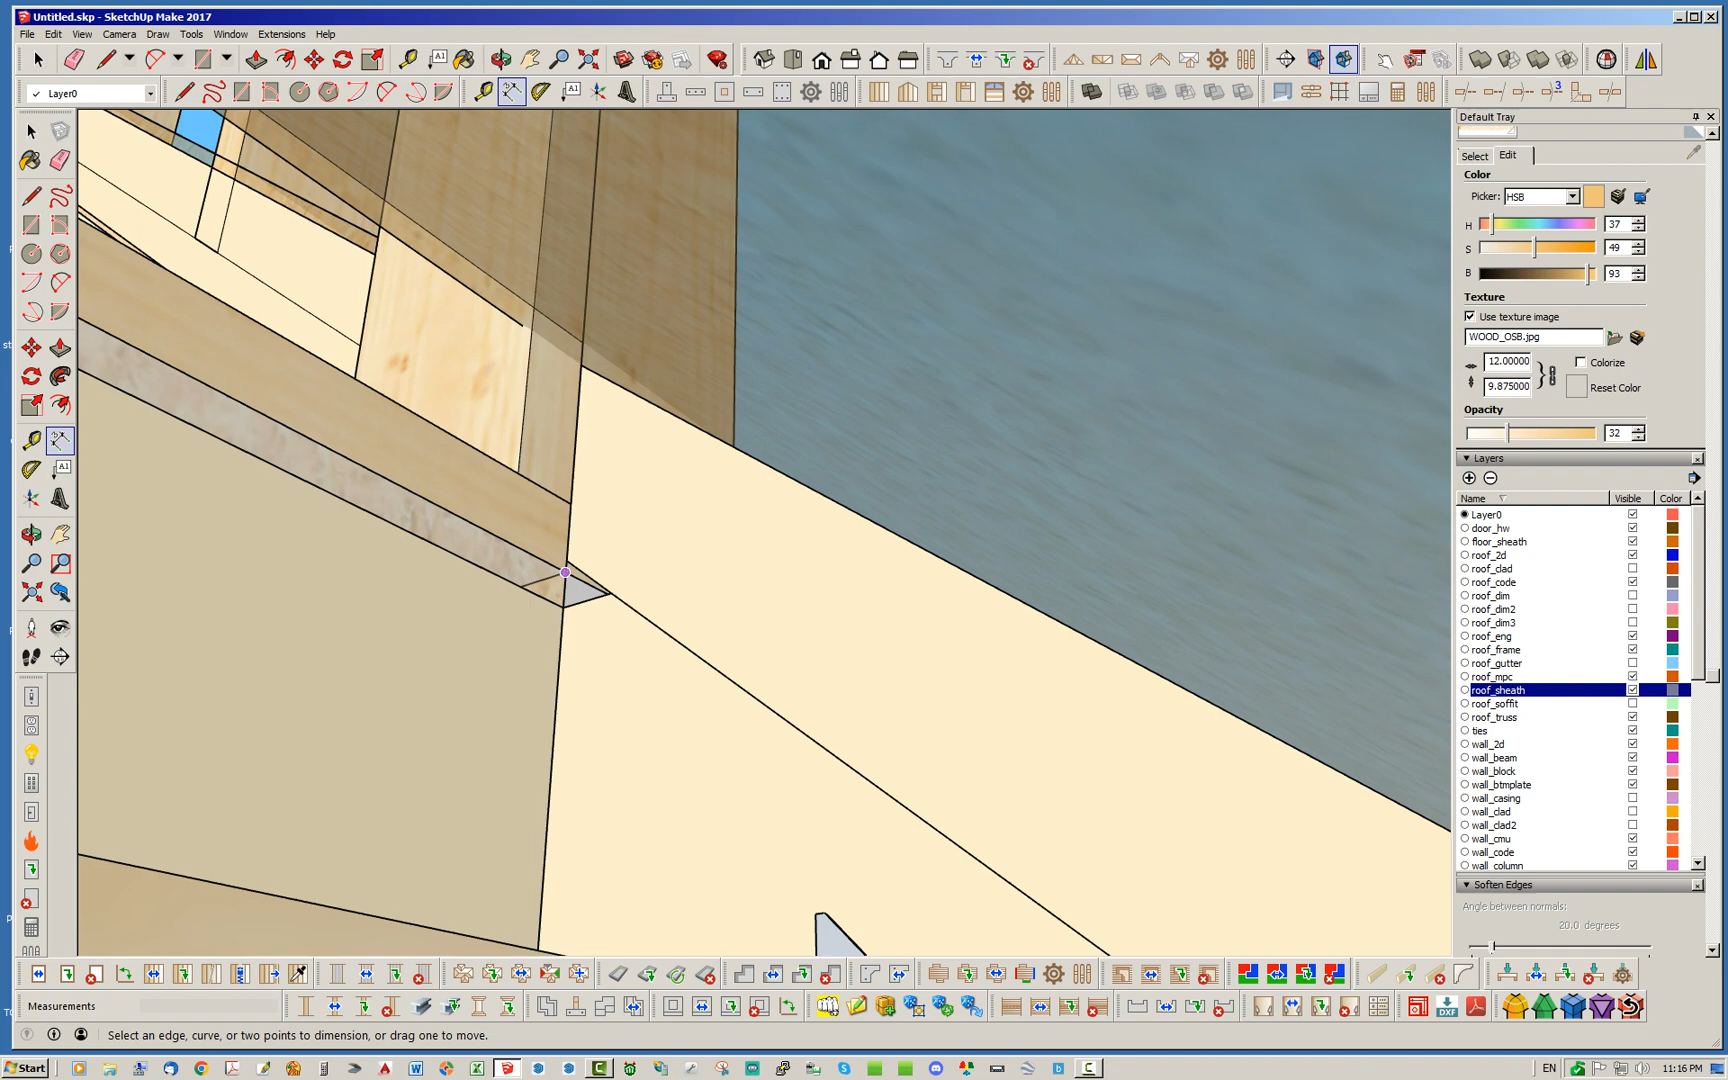 Untitled.skp - SketchUp Make 2017
File Edit View Camera Draw Tools Window Extensions Help
Layer0
Default Tray
Select Edit
Color
Picker: HSB
H 37
S 49
B 93
Texture
Use texture image
WOOD_OSB.jpg
12.00000 Colorize
9.875000 Reset Color
Opacity
32
Layers
Name Visible Color
Layer0
door_hw
floor_sheath
roof_2d
roof_clad
roof_code
roof_dim
roof_dim2
roof_dim3
roof_eng
roof_frame
roof_gutter
roof_mpc
roof_sheath
roof_soffit
roof_truss
ties
wall_2d
wall_beam
wall_block
wall_btmplate
wall_casing
wall_clad
wall_clad2
wall_cmu
wall_code
wall_column
Soften Edges
Angle between normals:
20.0 degrees
Measurements
Select an edge, curve, or two points to dimension, or drag one to move.
Start
EN
11:16 PM